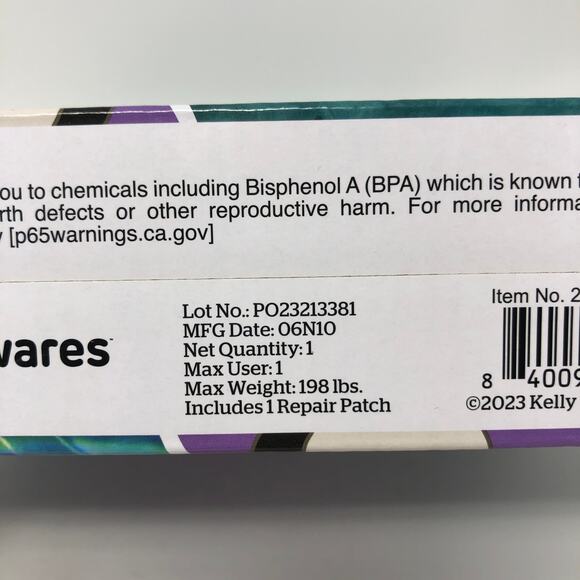 ou to chemicals including Bisphenol A (BPA) which is known t
rth defects or other reproductive harm. For more informa
[p65warnings.ca.gov]
wares
Lot No.: PO23213381
MFG Date: 06N10
Net Quantity: 1
Max User: 1
Max Weight: 198 lbs.
Includes 1 Repair Patch
Item No. 2
8 4009
©2023 Kelly